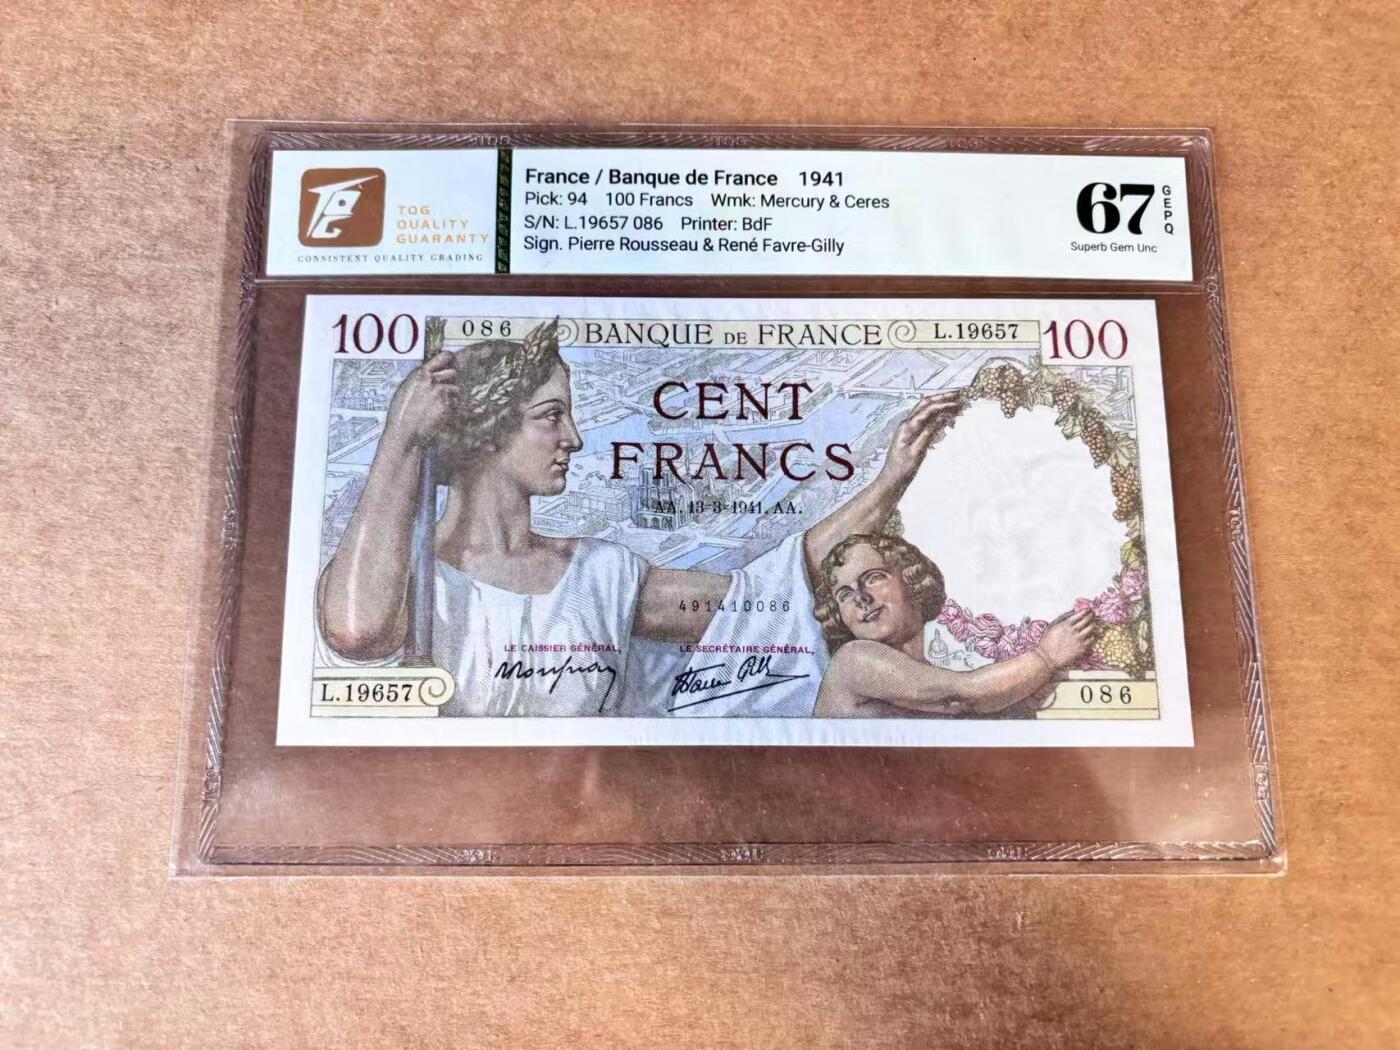 TQG
QUALITY
GUARANTY
CONSISTENT QUALITY GRADING
France / Banque de France 1941
Pick: 94 100 Francs Wmk: Mercury & Ceres
S/N: L.19657 086 Printer: BdF
Sign. Pierre Rousseau & René Favre-Gilly
67
GEPQ
Superb Gem Unc
100 086 BANQUE DE FRANCE L.19657 100
CENT
FRANCS
AA. 13-3-1941. AA.
491410086
LE CAISSIER GÉNÉRAL, LE SECRÉTAIRE GÉNÉRAL,
L.19657 086